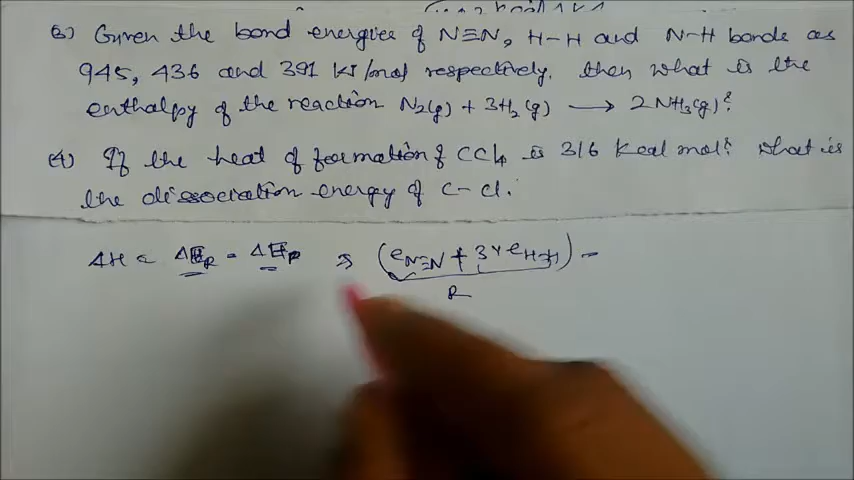 3) Given the bond energies of N≡N, H-H and N-H bonds as
945, 436 and 391 KJ/mol respectively. then what is the
enthalpy of the reaction N2(g) + 3H2(g) → 2NH3(g)?
(4) If the heat of formation of CCl4 is 316 Kcal mol? what is
the dissociation energy of C-Cl.
ΔH = ΔER - ΔEP ⇒ (eN≡N + 3 × eH-H) -
R